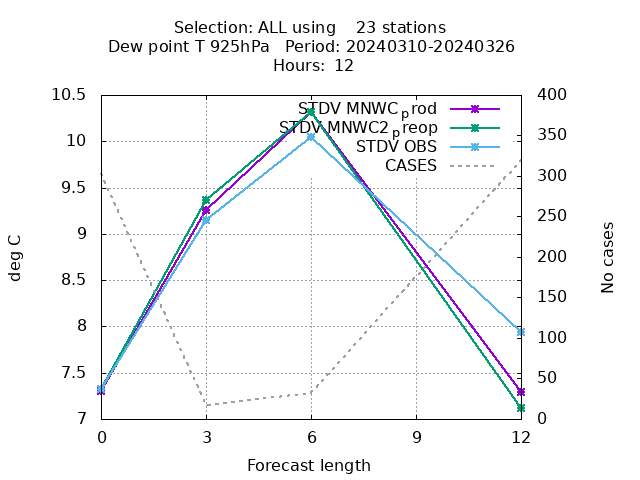 Selection: ALL using 23 stations
Dew point T 925hPa Period: 20240310-20240326
Hours: 12
10.5
10
9.5
9
8.5
8
7.5
7
400
350
300
250
200
150
100
50
0
STDV MNWC_prod
STDV MNWC2_preop
STDV OBS
CASES
deg C
No cases
0 3 6 9 12
Forecast length